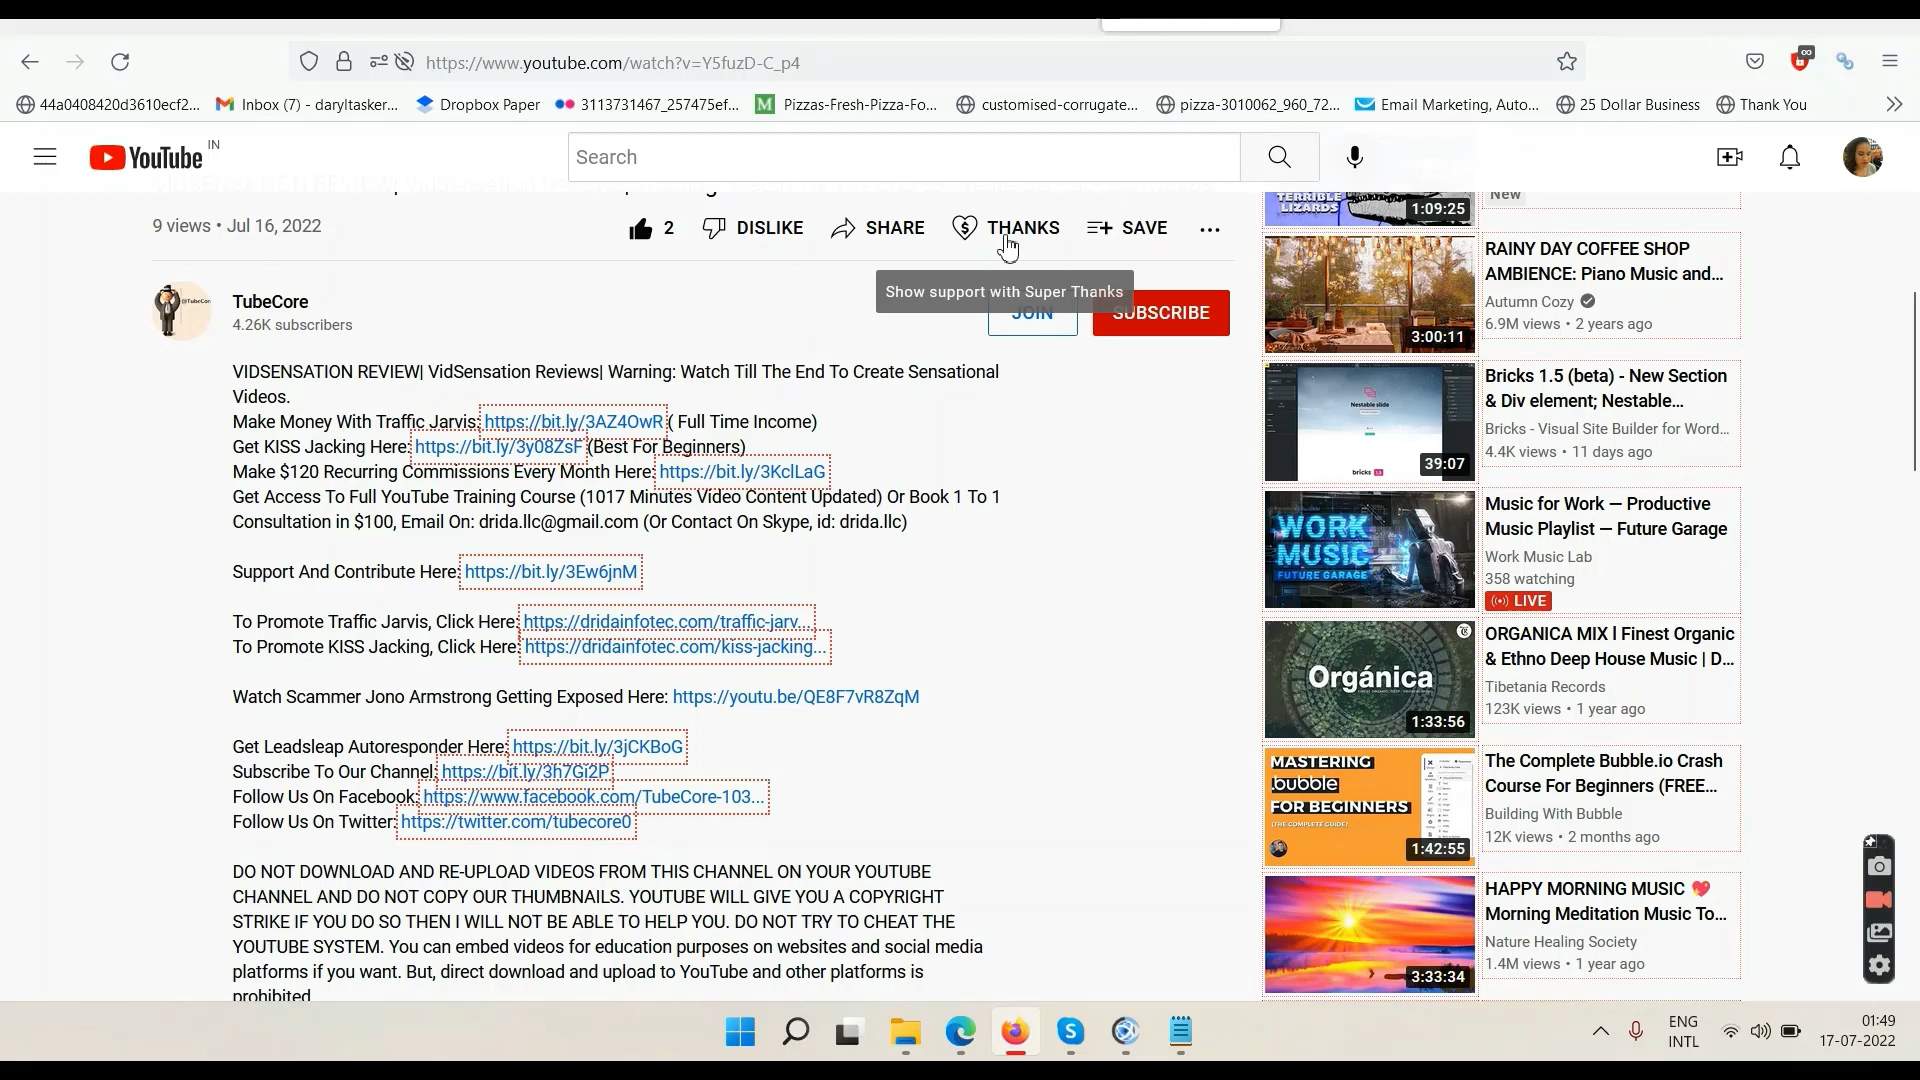 https://www.youtube.com/watch?v=Y5fuzD-C_p4
44a0408420d3610ecf2...
Inbox (7) - daryltasker...
Dropbox Paper
3113731467_257475ef...
Pizzas-Fresh-Pizza-Fo...
customised-corrugate...
pizza-3010062_960_72...
Email Marketing, Auto...
25 Dollar Business
Thank You
YouTube IN
Search
9 views • Jul 16, 2022
2
DISLIKE
SHARE
THANKS
SAVE
Show support with Super Thanks
TubeCore
4.26K subscribers
JOIN
SUBSCRIBE
VIDSENSATION REVIEW| VidSensation Reviews| Warning: Watch Till The End To Create Sensational
Videos.
Make Money With Traffic Jarvis: https://bit.ly/3AZ4OwR ( Full Time Income)
Get KISS Jacking Here: https://bit.ly/3y08ZsF (Best For Beginners)
Make $120 Recurring Commissions Every Month Here: https://bit.ly/3KclLaG
Get Access To Full YouTube Training Course (1017 Minutes Video Content Updated) Or Book 1 To 1
Consultation in $100, Email On: drida.llc@gmail.com (Or Contact On Skype, id: drida.llc)
Support And Contribute Here: https://bit.ly/3Ew6jnM
To Promote Traffic Jarvis, Click Here: https://dridainfotec.com/traffic-jarv...
To Promote KISS Jacking, Click Here: https://dridainfotec.com/kiss-jacking...
Watch Scammer Jono Armstrong Getting Exposed Here: https://youtu.be/QE8F7vR8ZqM
Get Leadsleap Autoresponder Here: https://bit.ly/3jCKBoG
Subscribe To Our Channel: https://bit.ly/3h7Gi2P
Follow Us On Facebook: https://www.facebook.com/TubeCore-103...
Follow Us On Twitter: https://twitter.com/tubecore0
DO NOT DOWNLOAD AND RE-UPLOAD VIDEOS FROM THIS CHANNEL ON YOUR YOUTUBE
CHANNEL AND DO NOT COPY OUR THUMBNAILS. YOUTUBE WILL GIVE YOU A COPYRIGHT
STRIKE IF YOU DO SO THEN I WILL NOT BE ABLE TO HELP YOU. DO NOT TRY TO CHEAT THE
YOUTUBE SYSTEM. You can embed videos for education purposes on websites and social media
platforms if you want. But, direct download and upload to YouTube and other platforms is
prohibited
TERRIBLE
LIZARDS
1:09:25
New
3:00:11
RAINY DAY COFFEE SHOP
AMBIENCE: Piano Music and...
Autumn Cozy
6.9M views • 2 years ago
Nestable slide
bricks 1.5
39:07
Bricks 1.5 (beta) - New Section
& Div element; Nestable...
Bricks - Visual Site Builder for Word...
4.4K views • 11 days ago
WORK
MUSIC
FUTURE GARAGE
Music for Work — Productive
Music Playlist — Future Garage
Work Music Lab
358 watching
LIVE
Orgánica
1:33:56
ORGANICA MIX l Finest Organic
& Ethno Deep House Music | D...
Tibetania Records
123K views • 1 year ago
MASTERING
.bubble
FOR BEGINNERS
(THE COMPLETE GUIDE)
1:42:55
The Complete Bubble.io Crash
Course For Beginners (FREE...
Building With Bubble
12K views • 2 months ago
3:33:34
HAPPY MORNING MUSIC 💖
Morning Meditation Music To...
Nature Healing Society
1.4M views • 1 year ago
ENG
INTL
01:49
17-07-2022